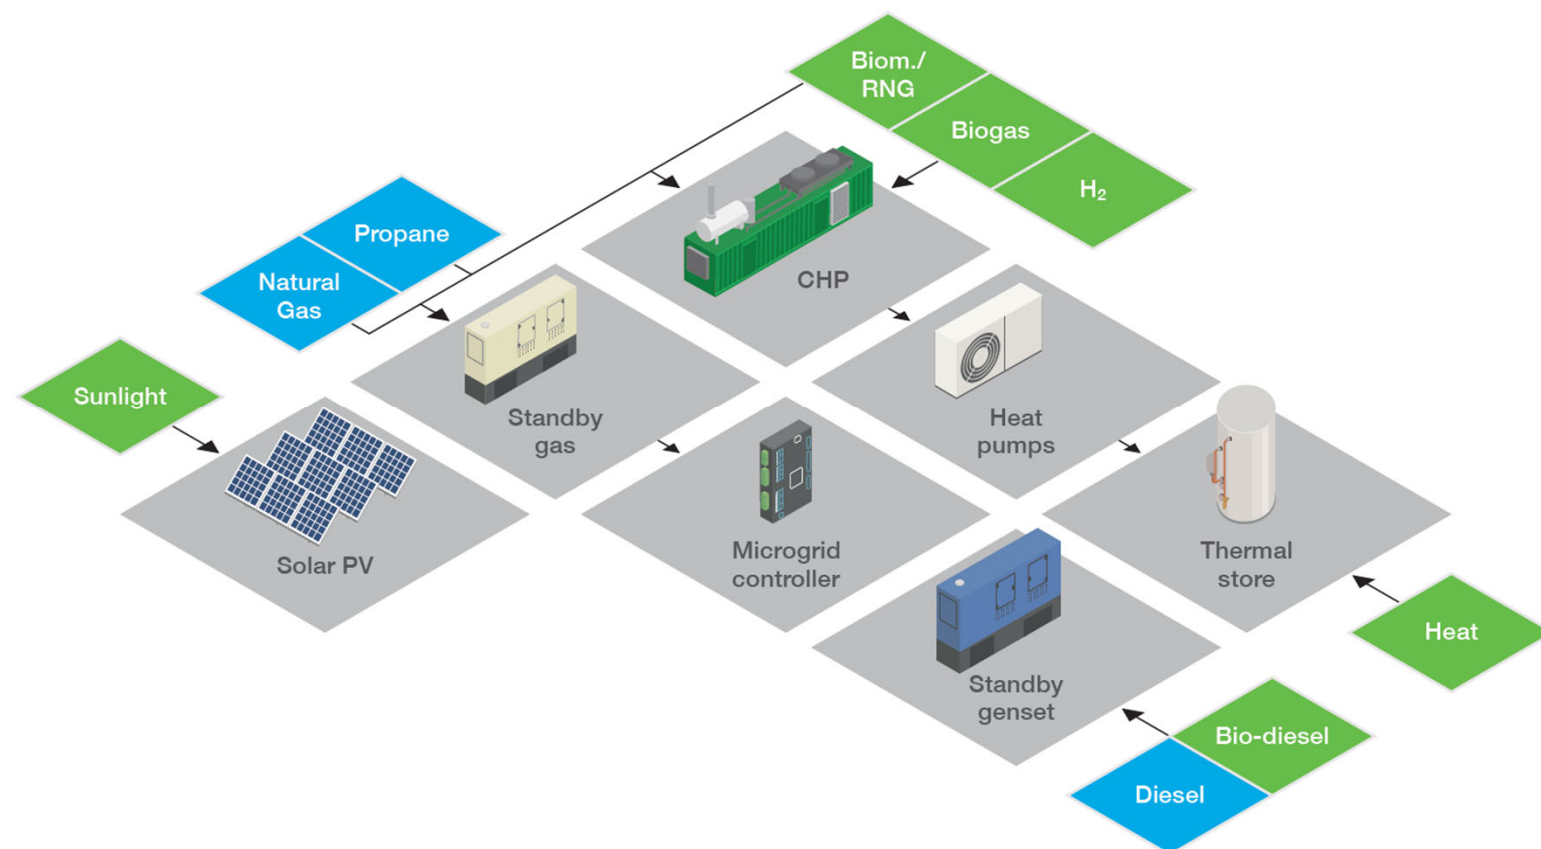 Biom./
RNG
Biogas
H₂
Propane
Natural
Gas
CHP
Sunlight
Standby
gas
Heat
pumps
Solar PV
Microgrid
controller
Thermal
store
Heat
Standby
genset
Bio-diesel
Diesel